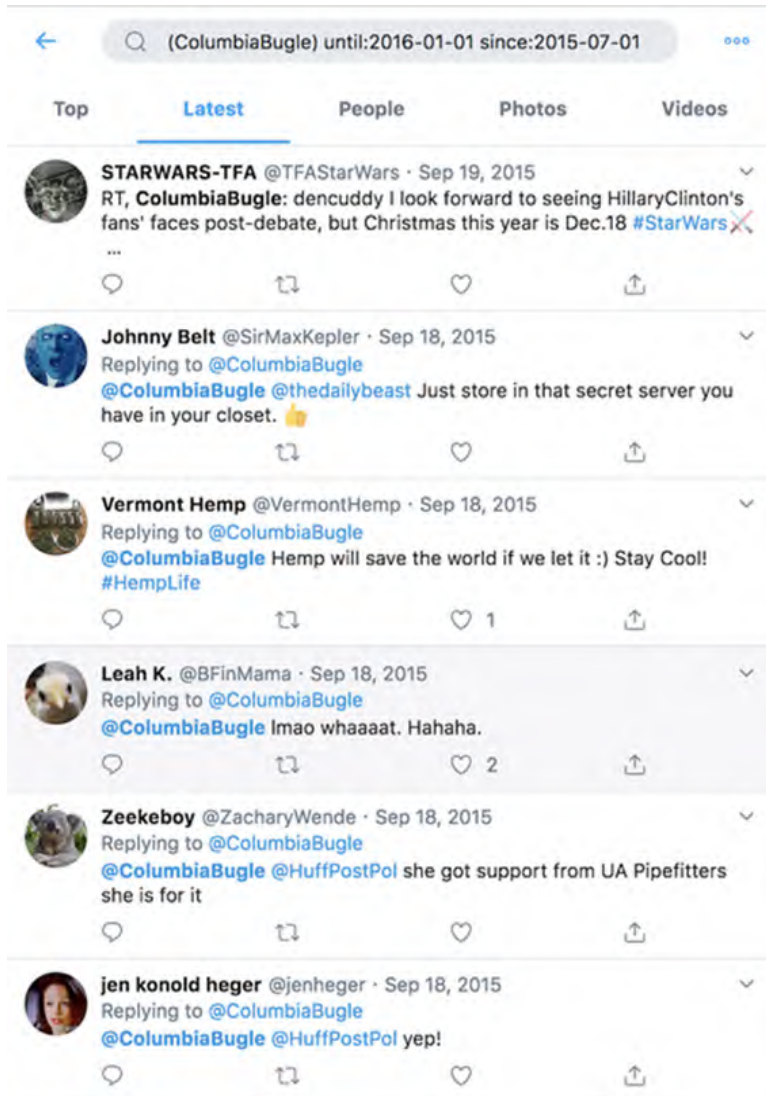 (ColumbiaBugle) until:2016-01-01 since:2015-07-01
Top Latest People Photos Videos
STARWARS-TFA @TFAStarWars · Sep 19, 2015
RT, ColumbiaBugle: dencuddy I look forward to seeing HillaryClinton's
fans' faces post-debate, but Christmas this year is Dec.18 #StarWars⚔️
...
Johnny Belt @SirMaxKepler · Sep 18, 2015
Replying to @ColumbiaBugle
@ColumbiaBugle @thedailybeast Just store in that secret server you
have in your closet. 👍
Vermont Hemp @VermontHemp · Sep 18, 2015
Replying to @ColumbiaBugle
@ColumbiaBugle Hemp will save the world if we let it :) Stay Cool!
#HempLife
1
Leah K. @BFinMama · Sep 18, 2015
Replying to @ColumbiaBugle
@ColumbiaBugle lmao whaaaat. Hahaha.
2
Zeekeboy @ZacharyWende · Sep 18, 2015
Replying to @ColumbiaBugle
@ColumbiaBugle @HuffPostPol she got support from UA Pipefitters
she is for it
jen konold heger @jenheger · Sep 18, 2015
Replying to @ColumbiaBugle
@ColumbiaBugle @HuffPostPol yep!